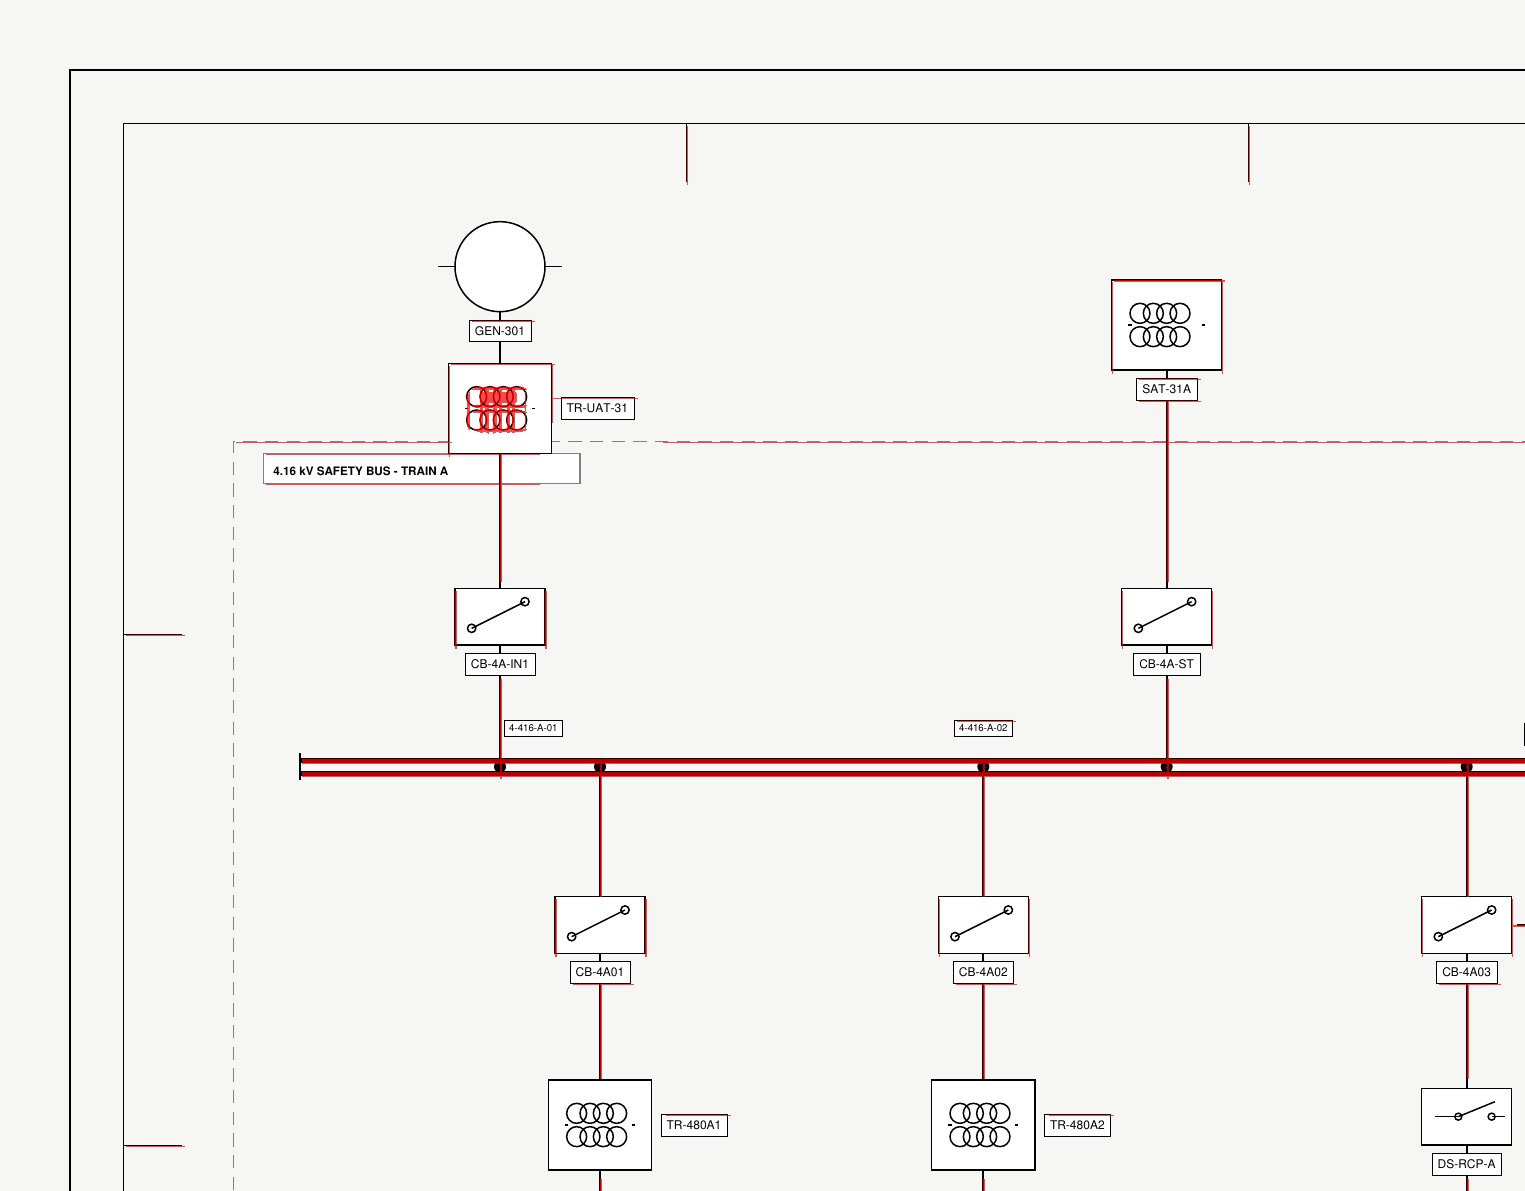 GEN-301
SAT-31A
TR-UAT-31
4.16 kV SAFETY BUS - TRAIN A
CB-4A-IN1
CB-4A-ST
4-416-A-01
4-416-A-02
CB-4A01
CB-4A02
CB-4A03
TR-480A1
TR-480A2
DS-RCP-A